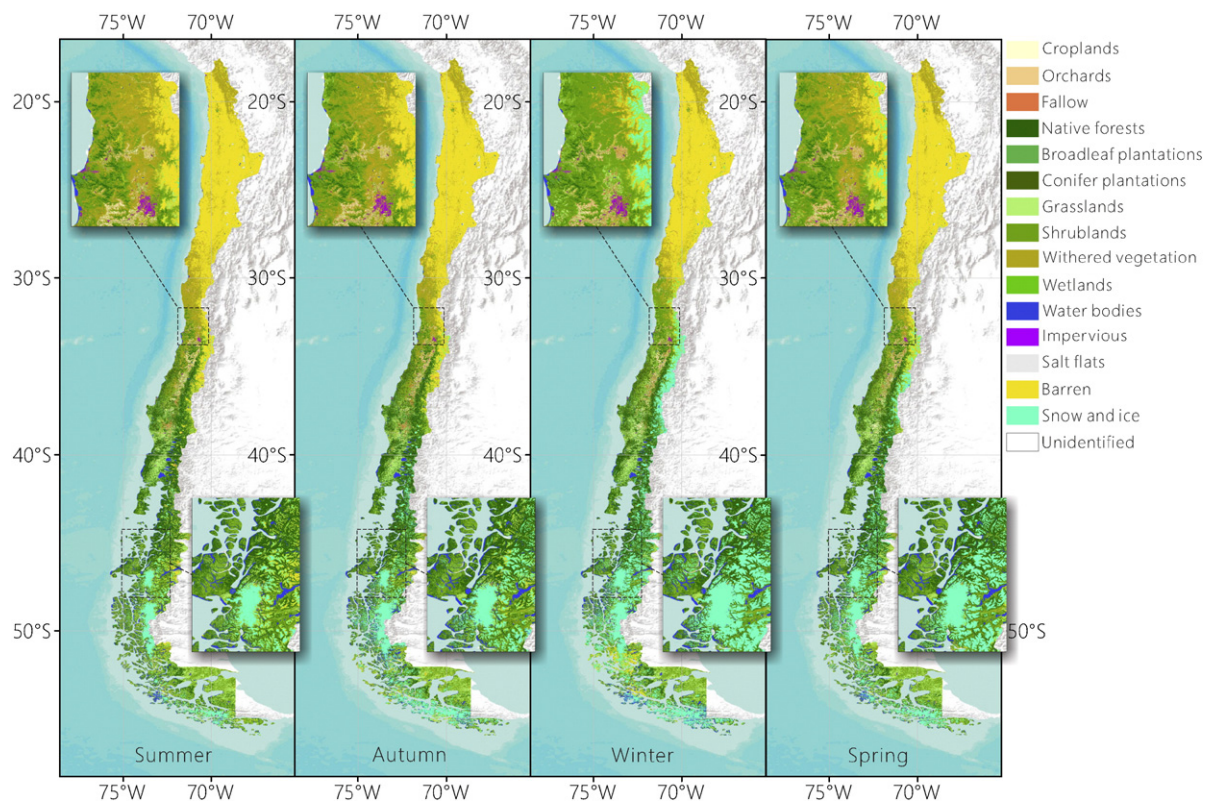 75°W 70°W 75°W 70°W 75°W 70°W 75°W 70°W
Croplands
Orchards
Fallow
Native forests
Broadleaf plantations
Conifer plantations
Grasslands
Shrublands
Withered vegetation
Wetlands
Water bodies
Impervious
Salt flats
Barren
Snow and ice
Unidentified
20°S 20°S 20°S 20°S
30°S 30°S 30°S 30°S
40°S 40°S 40°S 40°S
50°S 50°S
Summer Autumn Winter Spring
75°W 70°W 75°W 70°W 75°W 70°W 75°W 70°W